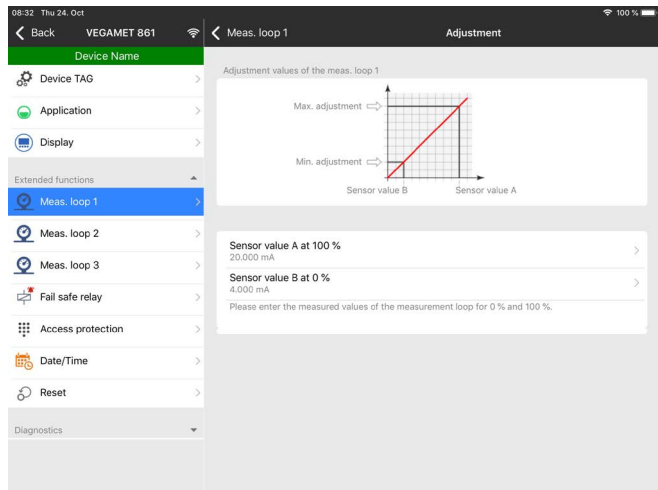 08:32 Thu 24. Oct
100 %
Back
VEGAMET 861
Meas. loop 1
Adjustment
Device Name
Device TAG
Application
Display
Extended functions
Meas. loop 1
Meas. loop 2
Meas. loop 3
Fail safe relay
Access protection
Date/Time
Reset
Diagnostics
Adjustment values of the meas. loop 1
Max. adjustment
Min. adjustment
Sensor value B
Sensor value A
Sensor value A at 100 %
20.000 mA
Sensor value B at 0 %
4.000 mA
Please enter the measured values of the measurement loop for 0 % and 100 %.